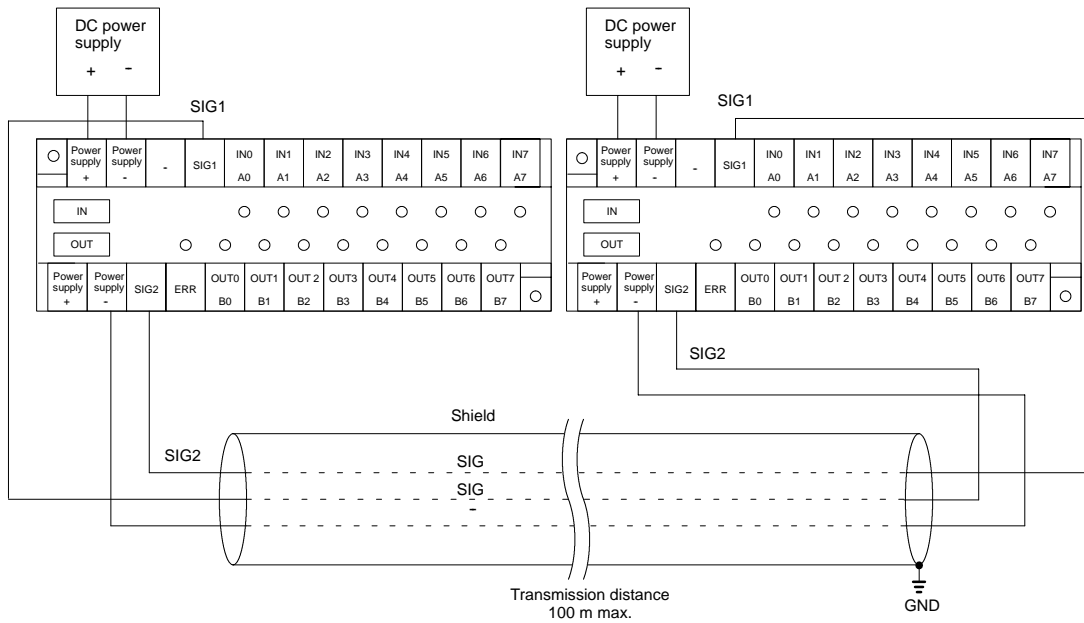 DC power
supply
+ -
DC power
supply
+ -
SIG1
SIG1
Power
supply
+
Power
supply
-
-
SIG1
IN0
A0
IN1
A1
IN2
A2
IN3
A3
IN4
A4
IN5
A5
IN6
A6
IN7
A7
IN
OUT
Power
supply
+
Power
supply
-
SIG2
ERR
OUT0
B0
OUT1
B1
OUT 2
B2
OUT3
B3
OUT4
B4
OUT5
B5
OUT6
B6
OUT7
B7
Power
supply
+
Power
supply
-
-
SIG1
IN0
A0
IN1
A1
IN2
A2
IN3
A3
IN4
A4
IN5
A5
IN6
A6
IN7
A7
IN
OUT
Power
supply
+
Power
supply
-
SIG2
ERR
OUT0
B0
OUT1
B1
OUT 2
B2
OUT3
B3
OUT4
B4
OUT5
B5
OUT6
B6
OUT7
B7
SIG2
Shield
SIG2
SIG
SIG
-
Transmission distance
100 m max.
GND